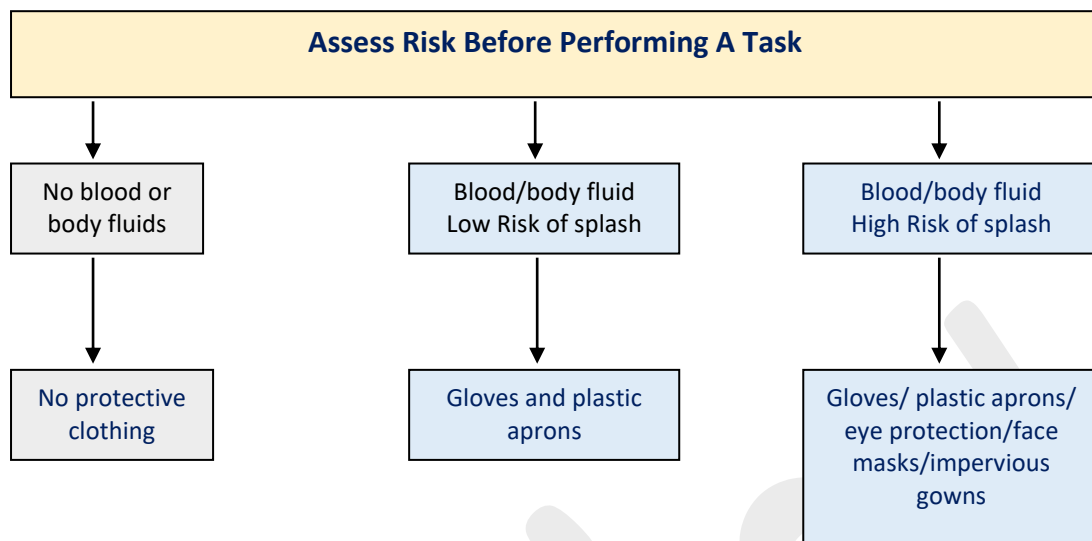 Assess Risk Before Performing A Task
No blood or
body fluids
Blood/body fluid
Low Risk of splash
Blood/body fluid
High Risk of splash
No protective
clothing
Gloves and plastic
aprons
Gloves/ plastic aprons/
eye protection/face
masks/impervious
gowns